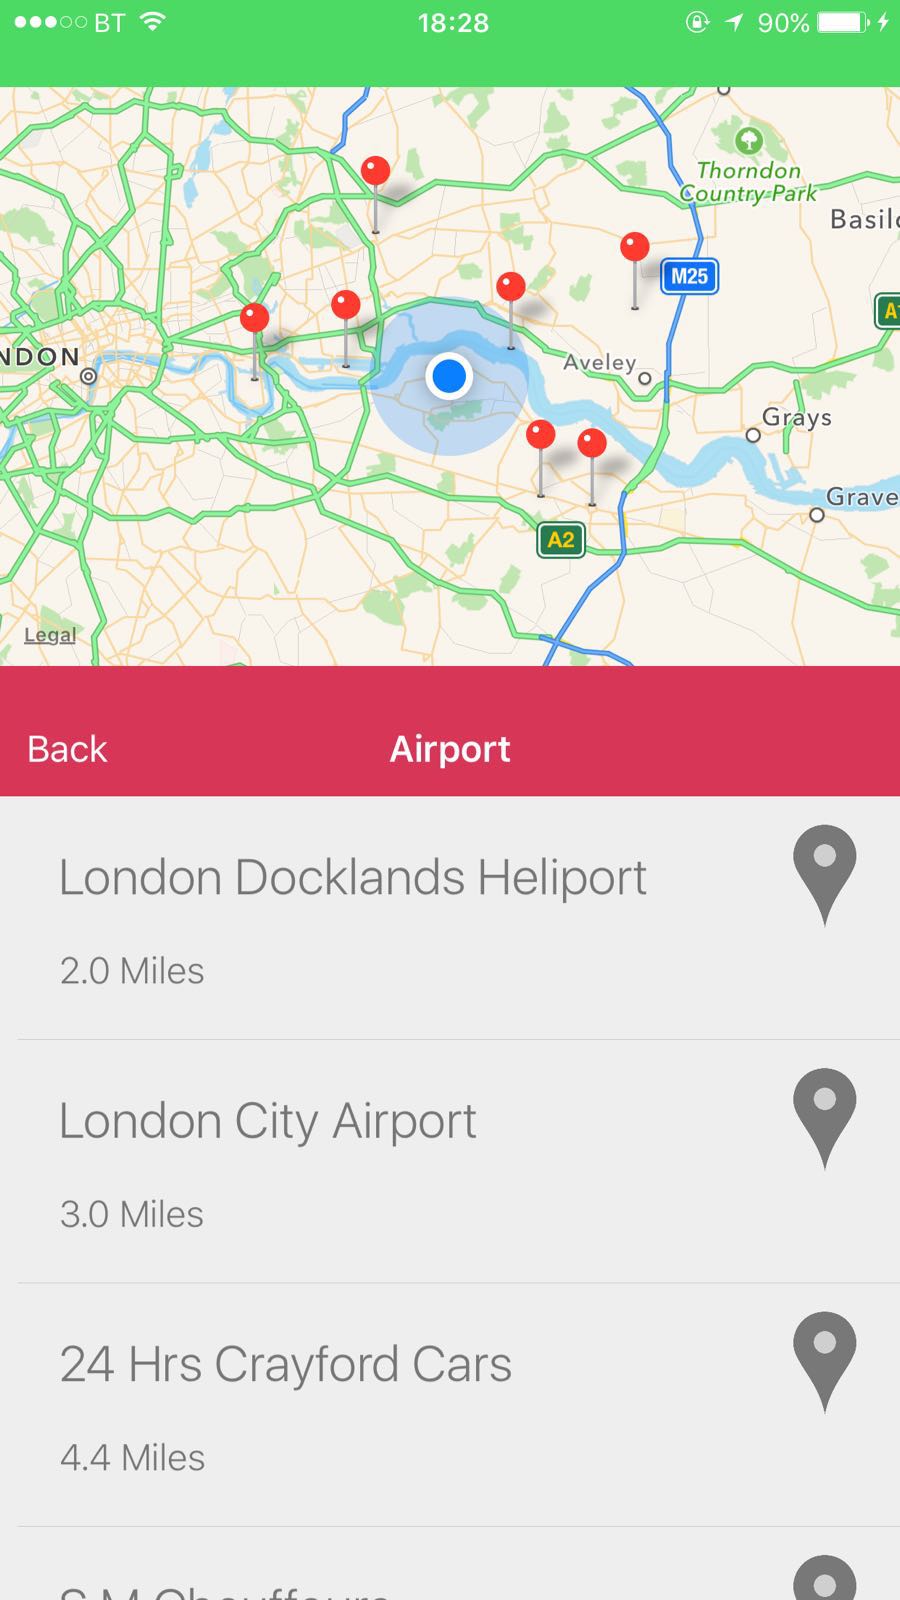 BT
18:28
90%
Thorndon
Country Park
Basil
M25
A1
NDON
Aveley
Grays
Grave
A2
Legal
Back
Airport
London Docklands Heliport
2.0 Miles
London City Airport
3.0 Miles
24 Hrs Crayford Cars
4.4 Miles
S M Chauffeurs